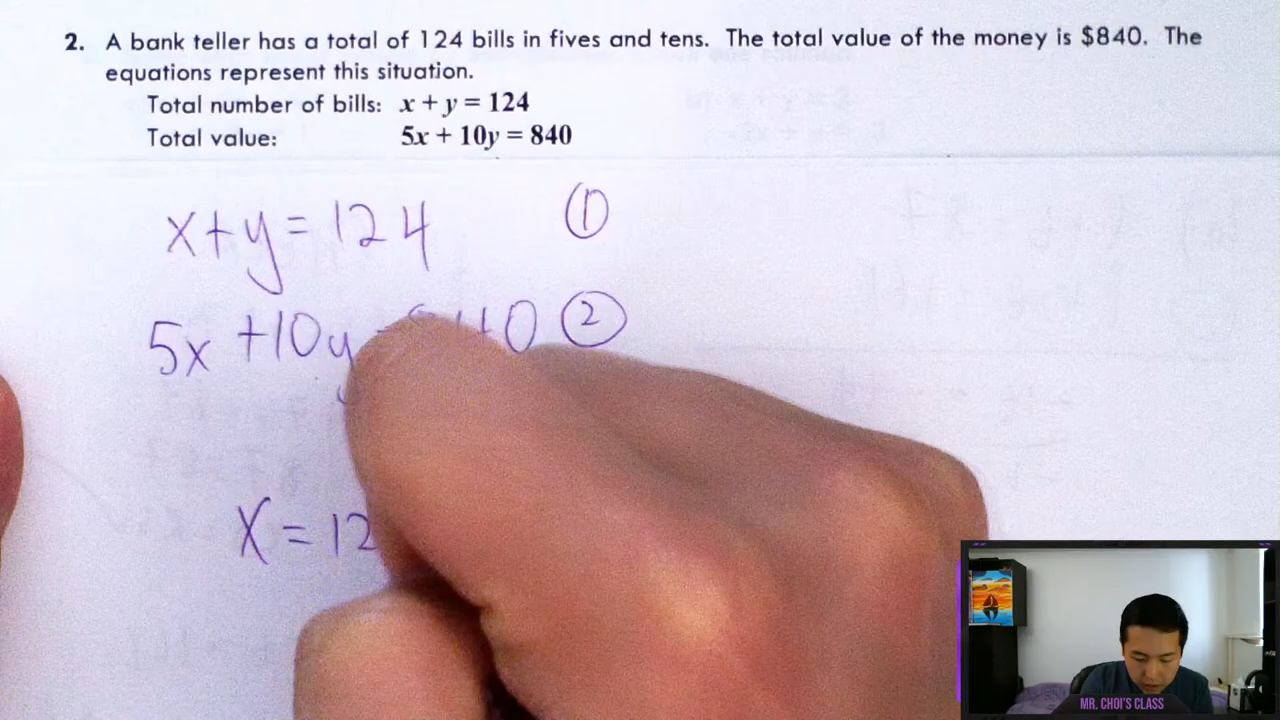 2. A bank teller has a total of 124 bills in fives and tens. The total value of the money is $840. The
equations represent this situation.
Total number of bills: x + y = 124
Total value: 5x + 10y = 840
x+y=124 ①
5x +10y 40 ②
X=12
MR. CHOI'S CLASS